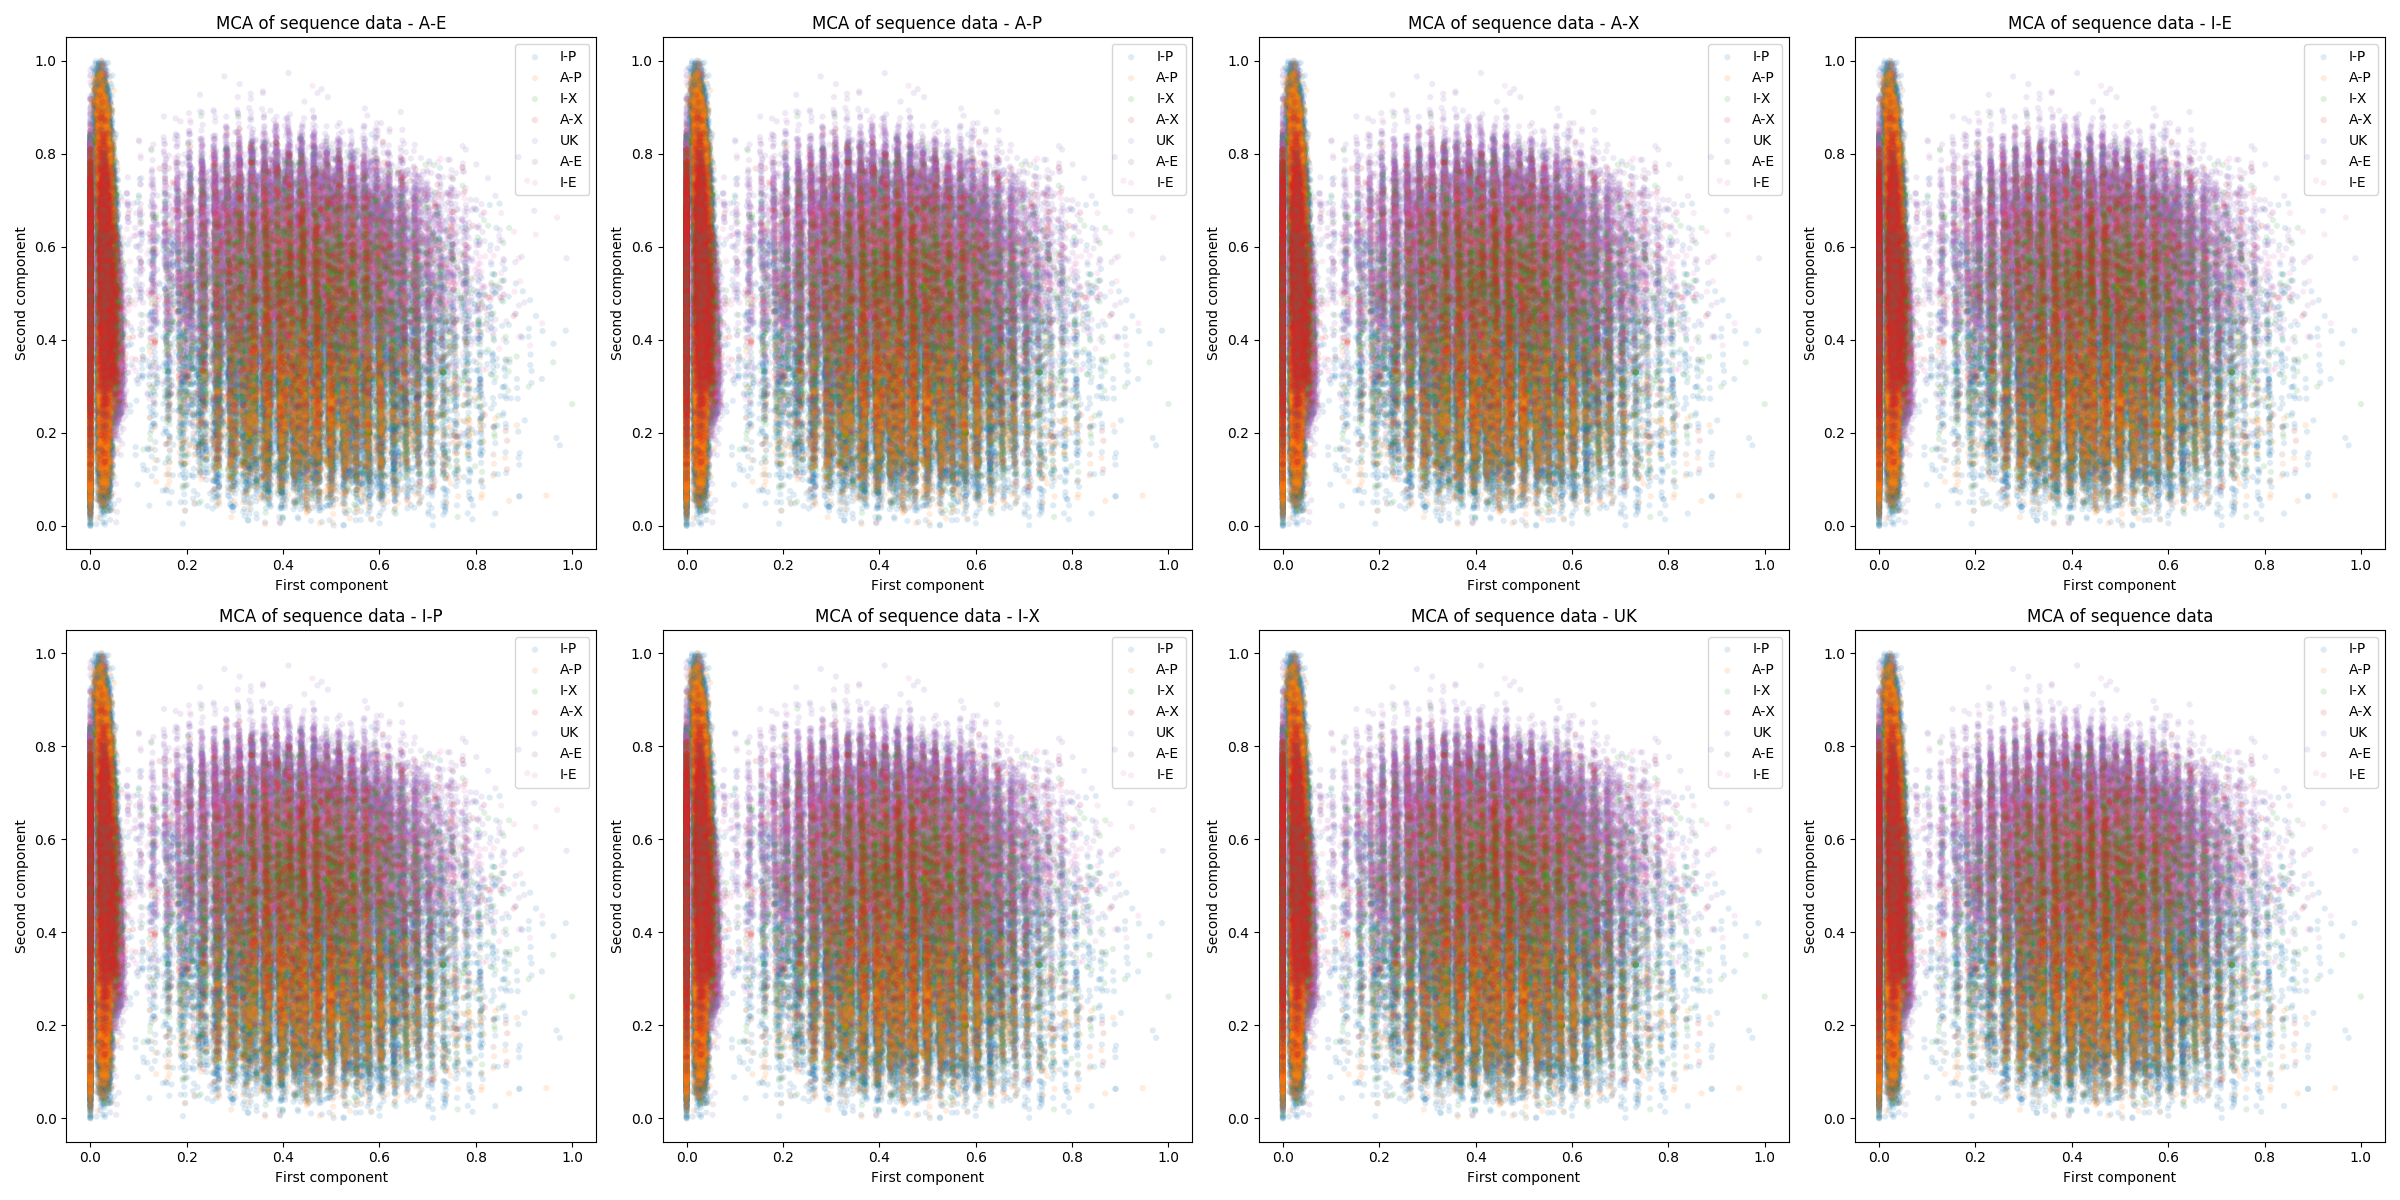 MCA of sequence data - A-E
1.0
0.8
0.6
0.4
0.2
0.0
Second component
0.0 0.2 0.4 0.6 0.8 1.0
First component
I-P
A-P
I-X
A-X
UK
A-E
I-E
MCA of sequence data - A-P
1.0
0.8
0.6
0.4
0.2
0.0
Second component
0.0 0.2 0.4 0.6 0.8 1.0
First component
I-P
A-P
I-X
A-X
UK
A-E
I-E
MCA of sequence data - A-X
1.0
0.8
0.6
0.4
0.2
0.0
Second component
0.0 0.2 0.4 0.6 0.8 1.0
First component
I-P
A-P
I-X
A-X
UK
A-E
I-E
MCA of sequence data - I-E
1.0
0.8
0.6
0.4
0.2
0.0
Second component
0.0 0.2 0.4 0.6 0.8 1.0
First component
I-P
A-P
I-X
A-X
UK
A-E
I-E
MCA of sequence data - I-P
1.0
0.8
0.6
0.4
0.2
0.0
Second component
0.0 0.2 0.4 0.6 0.8 1.0
First component
I-P
A-P
I-X
A-X
UK
A-E
I-E
MCA of sequence data - I-X
1.0
0.8
0.6
0.4
0.2
0.0
Second component
0.0 0.2 0.4 0.6 0.8 1.0
First component
I-P
A-P
I-X
A-X
UK
A-E
I-E
MCA of sequence data - UK
1.0
0.8
0.6
0.4
0.2
0.0
Second component
0.0 0.2 0.4 0.6 0.8 1.0
First component
I-P
A-P
I-X
A-X
UK
A-E
I-E
MCA of sequence data
1.0
0.8
0.6
0.4
0.2
0.0
Second component
0.0 0.2 0.4 0.6 0.8 1.0
First component
I-P
A-P
I-X
A-X
UK
A-E
I-E